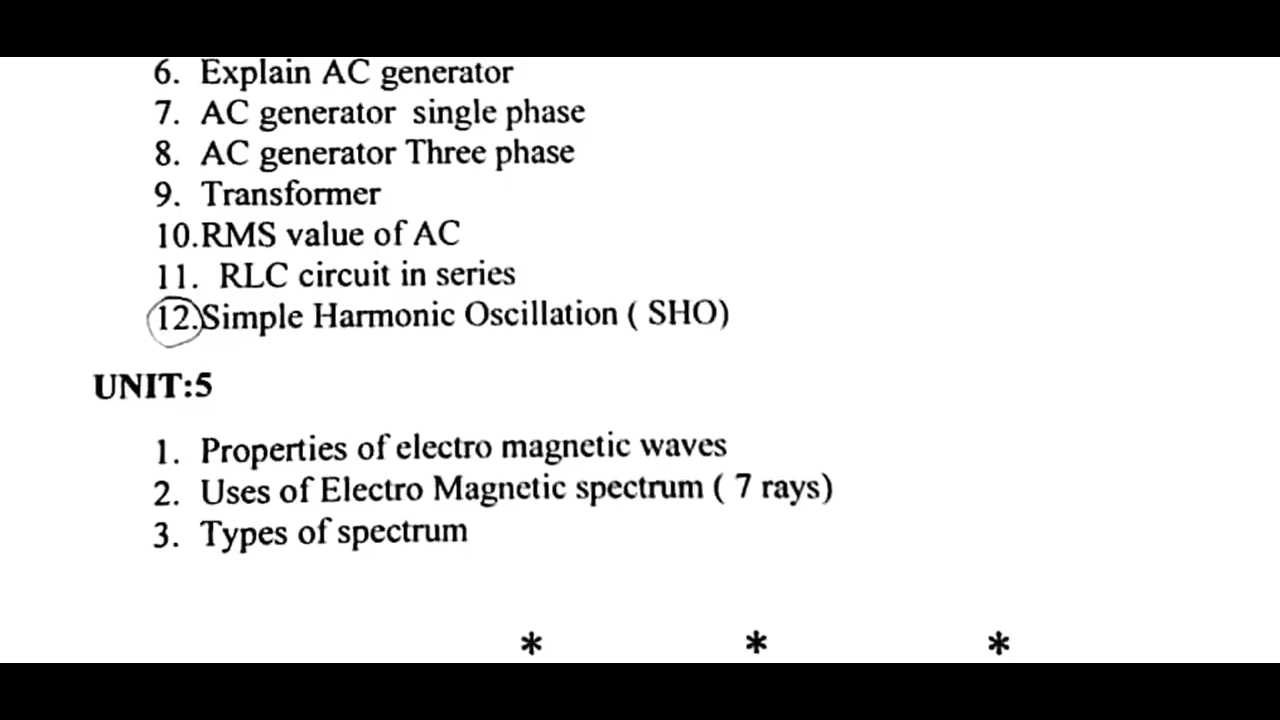 6. Explain AC generator
7. AC generator single phase
8. AC generator Three phase
9. Transformer
10.RMS value of AC
11. RLC circuit in series
12.Simple Harmonic Oscillation ( SHO)
UNIT:5
1. Properties of electro magnetic waves
2. Uses of Electro Magnetic spectrum ( 7 rays)
3. Types of spectrum
* * *